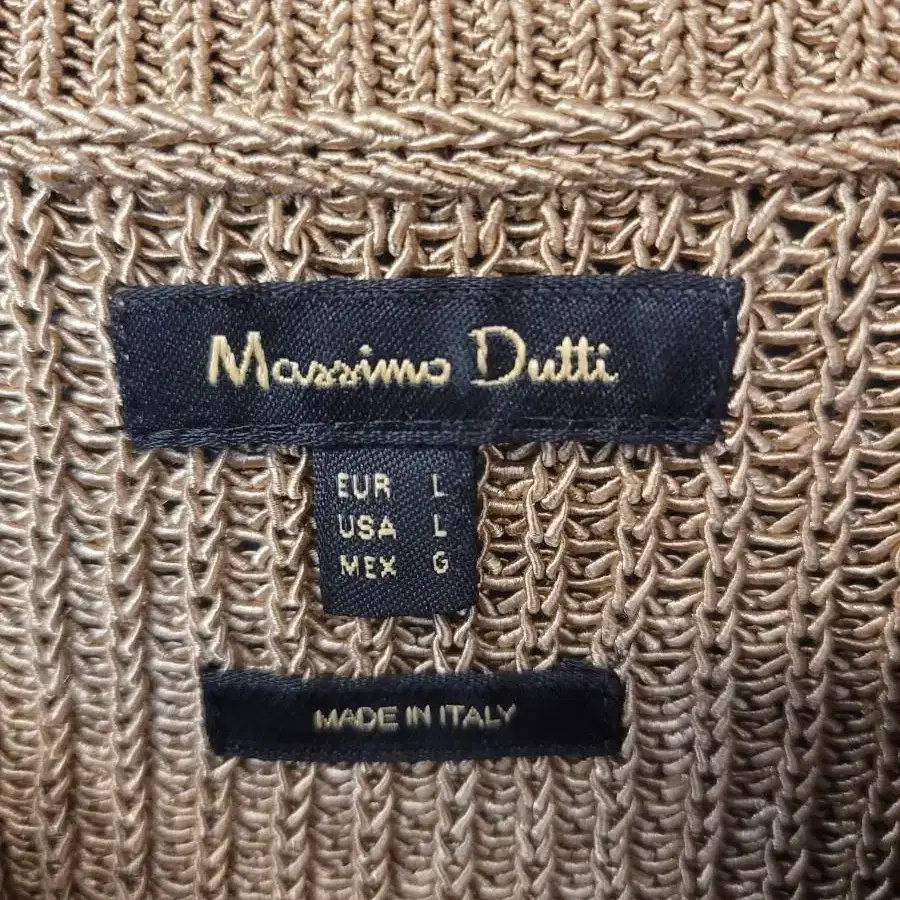 Massimo Dutti
EUR L
USA L
MEX G
MADE IN ITALY